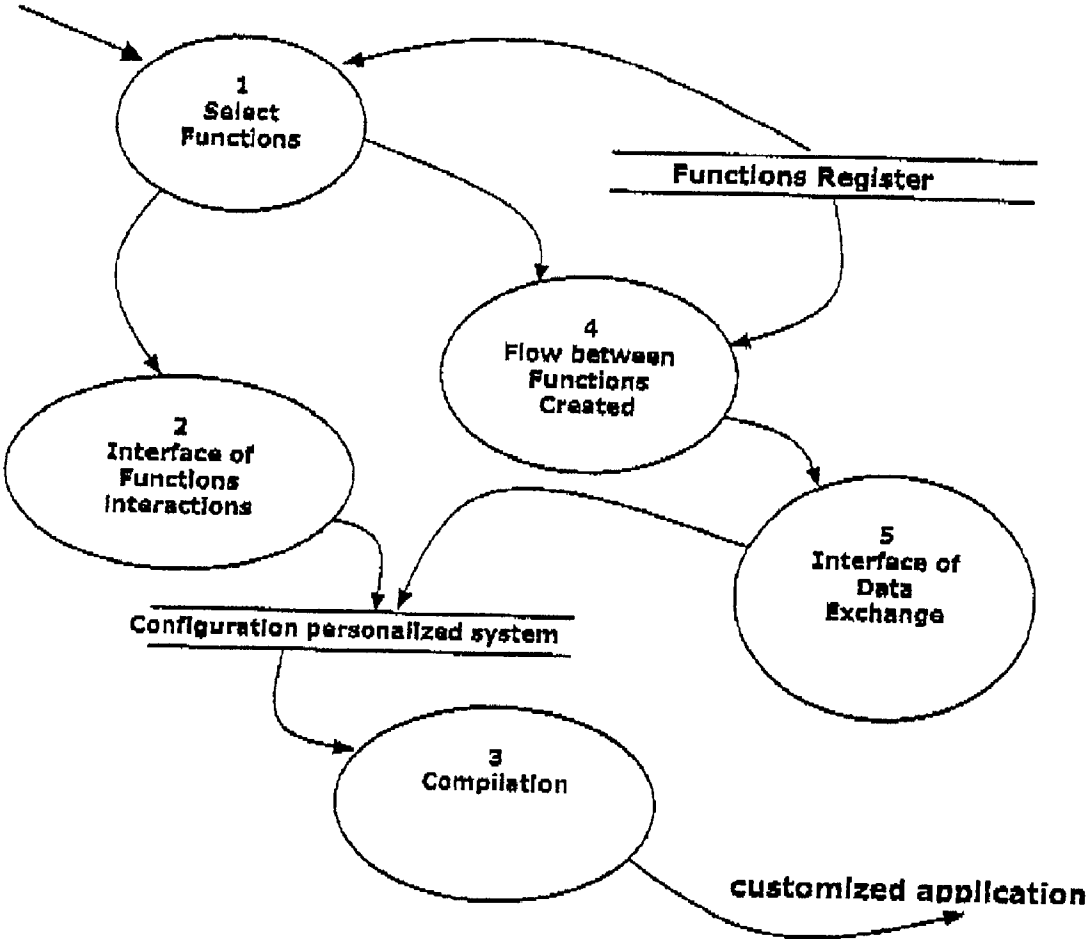 1
Select
Functions
Functions Register
4
Flow between
Functions
Created
2
Interface of
Functions
interactions
5
Interface of
Data
Exchange
Configuration personalized system
3
Compilation
customized application